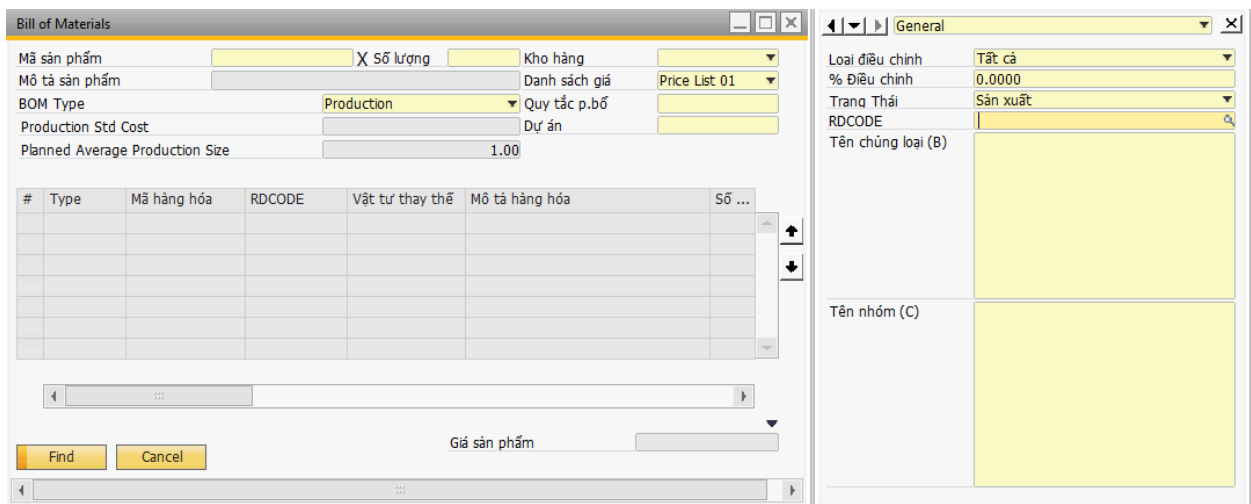 Bill of Materials
Mã sản phẩm X Số lượng Kho hàng
Mô tả sản phẩm Danh sách giá Price List 01
BOM Type Production Quy tắc p.bổ
Production Std Cost Dự án
Planned Average Production Size 1.00
# Type Mã hàng hóa RDCODE Vật tư thay thế Mô tả hàng hóa Số ...
Giá sản phẩm
Find Cancel
General
Loại điều chỉnh Tất cả
% Điều chỉnh 0.0000
Trạng Thái Sản xuất
RDCODE
Tên chủng loại (B)
Tên nhóm (C)